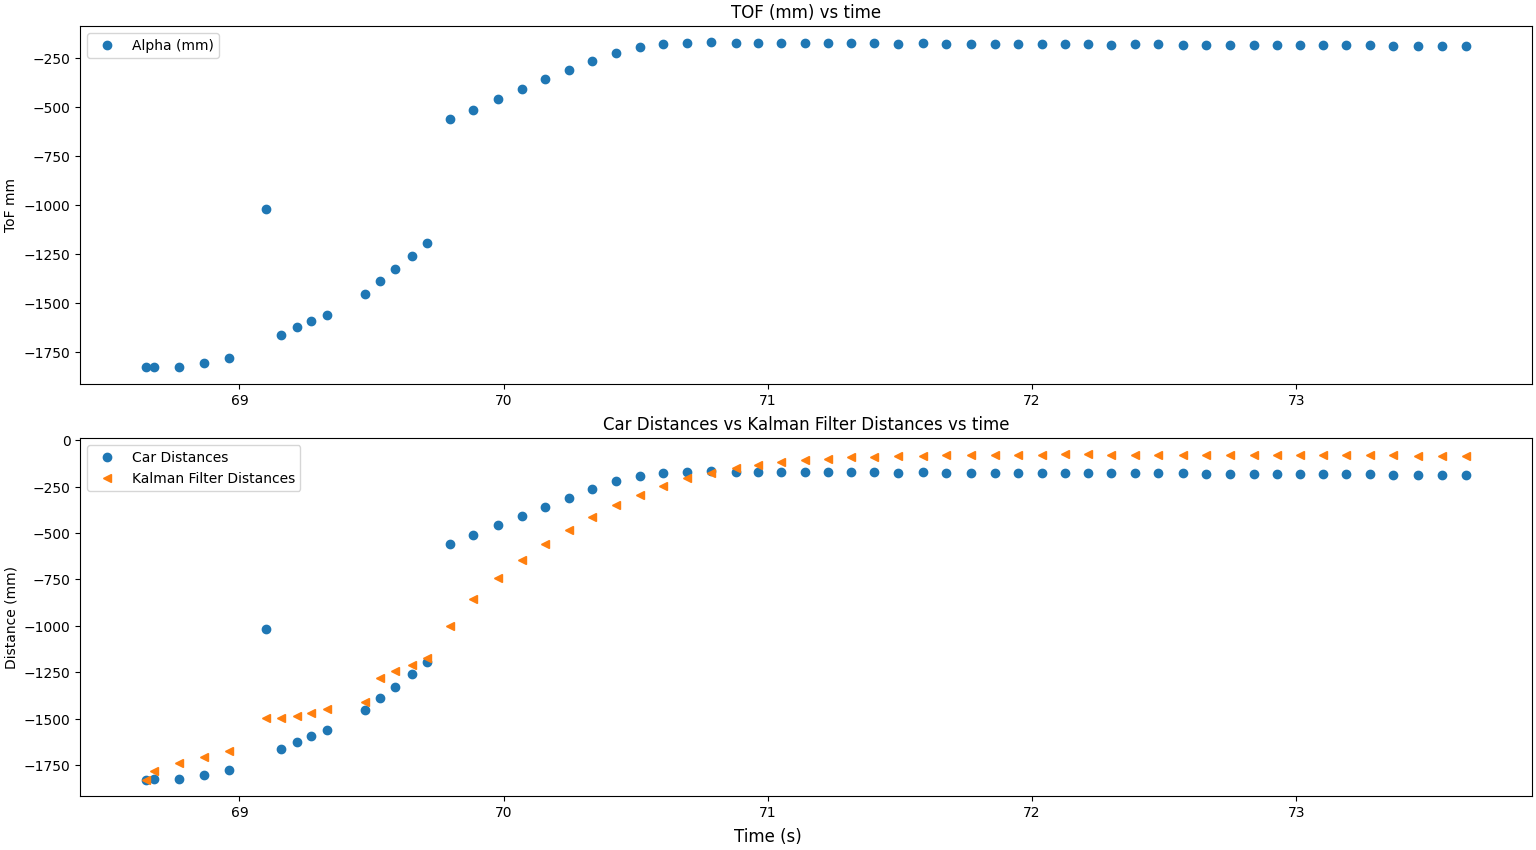 TOF (mm) vs time
Alpha (mm)
ToF mm
−250
−500
−750
−1000
−1250
−1500
−1750
69 70 71 72 73
Car Distances vs Kalman Filter Distances vs time
Car Distances
Kalman Filter Distances
Distance (mm)
0
−250
−500
−750
−1000
−1250
−1500
−1750
69 70 71 72 73
Time (s)